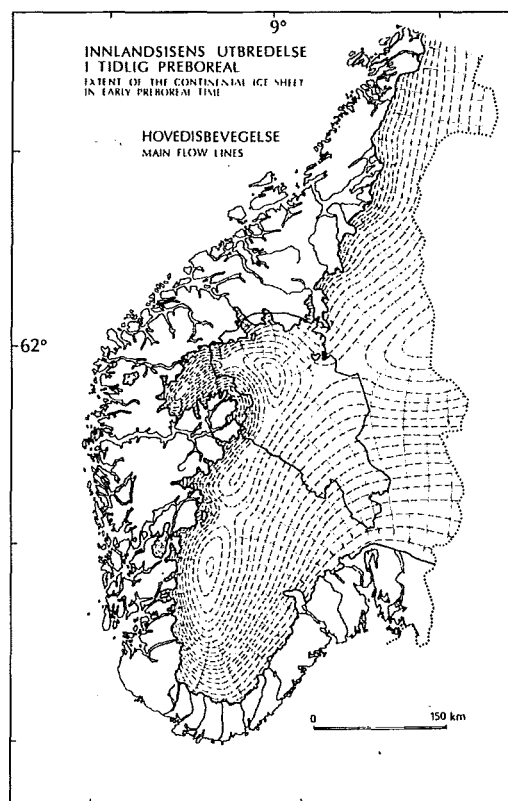 9°
INNLANDSISENS UTBREDELSE
I TIDLIG PREBOREAL
EXTENT OF THE CONTINENTAL ICE SHEET
IN EARLY PREBOREAL TIME
HOVEDISBEVEGELSE
MAIN FLOW LINES
62°
0 150 km